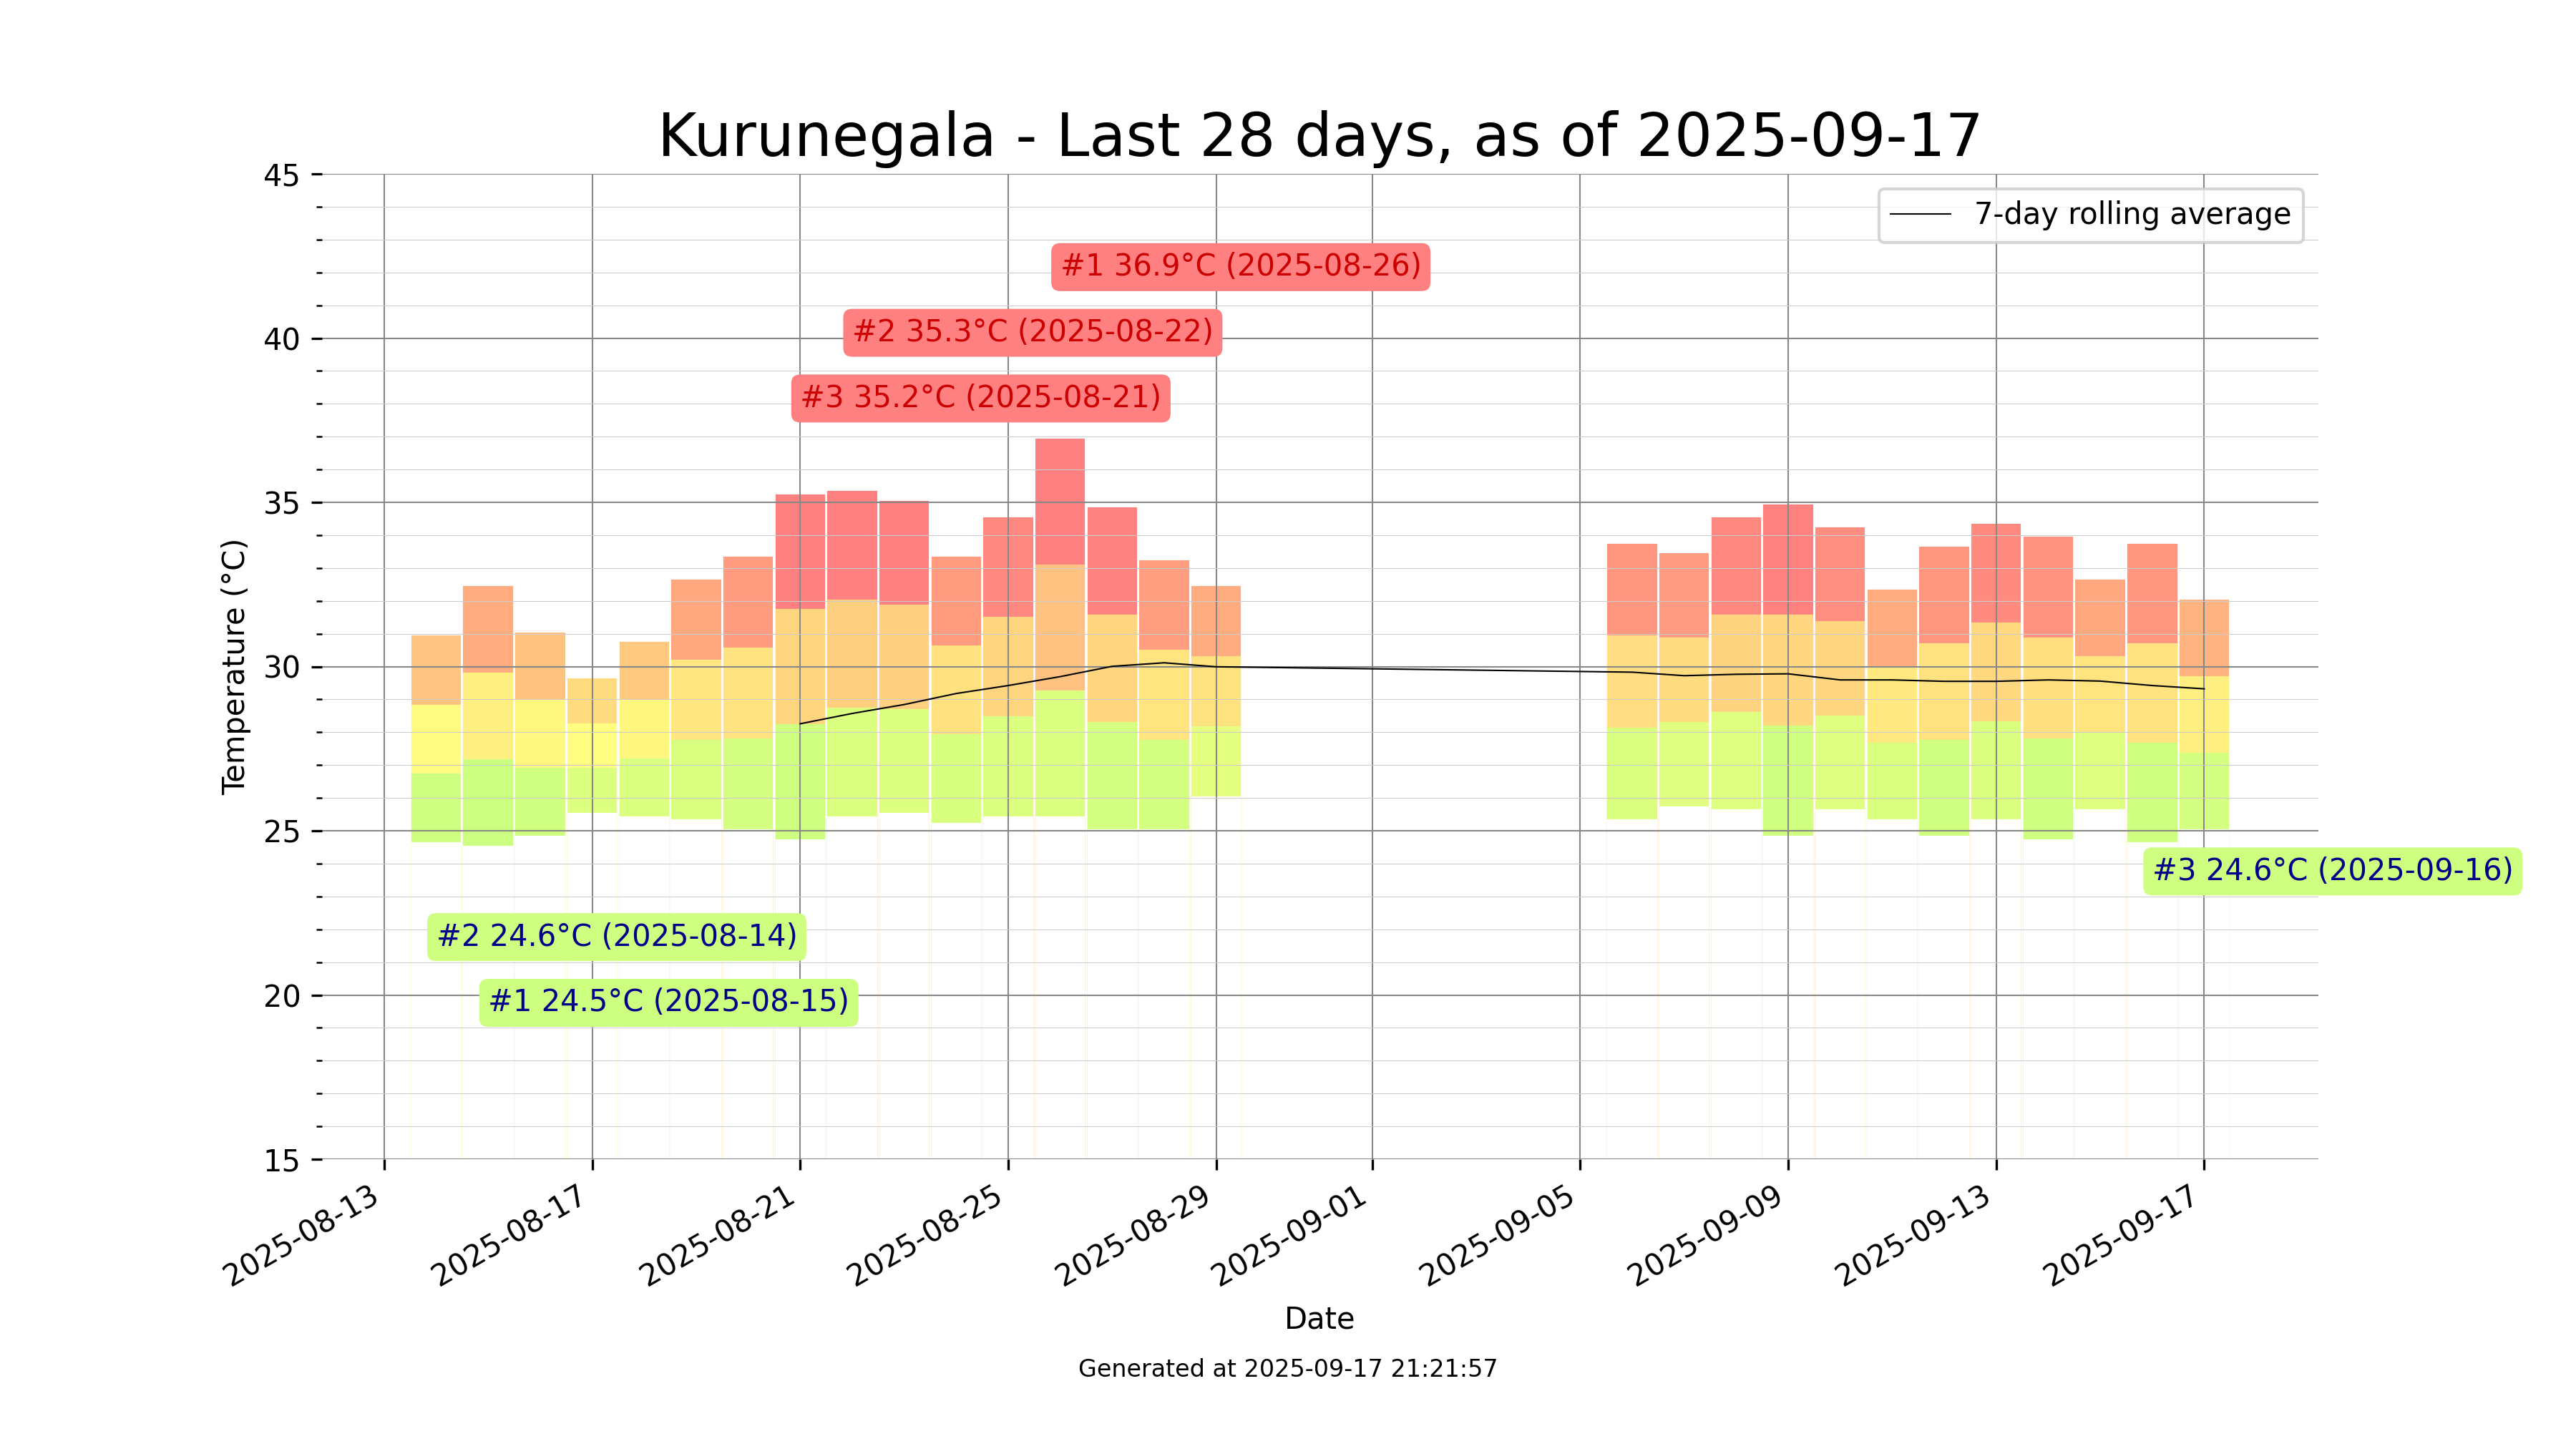 Kurunegala - Last 28 days, as of 2025-09-17
7-day rolling average
#1 36.9°C (2025-08-26)
#2 35.3°C (2025-08-22)
#3 35.2°C (2025-08-21)
#3 24.6°C (2025-09-16)
#2 24.6°C (2025-08-14)
#1 24.5°C (2025-08-15)
Temperature (°C)
45
40
35
30
25
20
15
2025-08-13
2025-08-17
2025-08-21
2025-08-25
2025-08-29
2025-09-01
2025-09-05
2025-09-09
2025-09-13
2025-09-17
Date
Generated at 2025-09-17 21:21:57